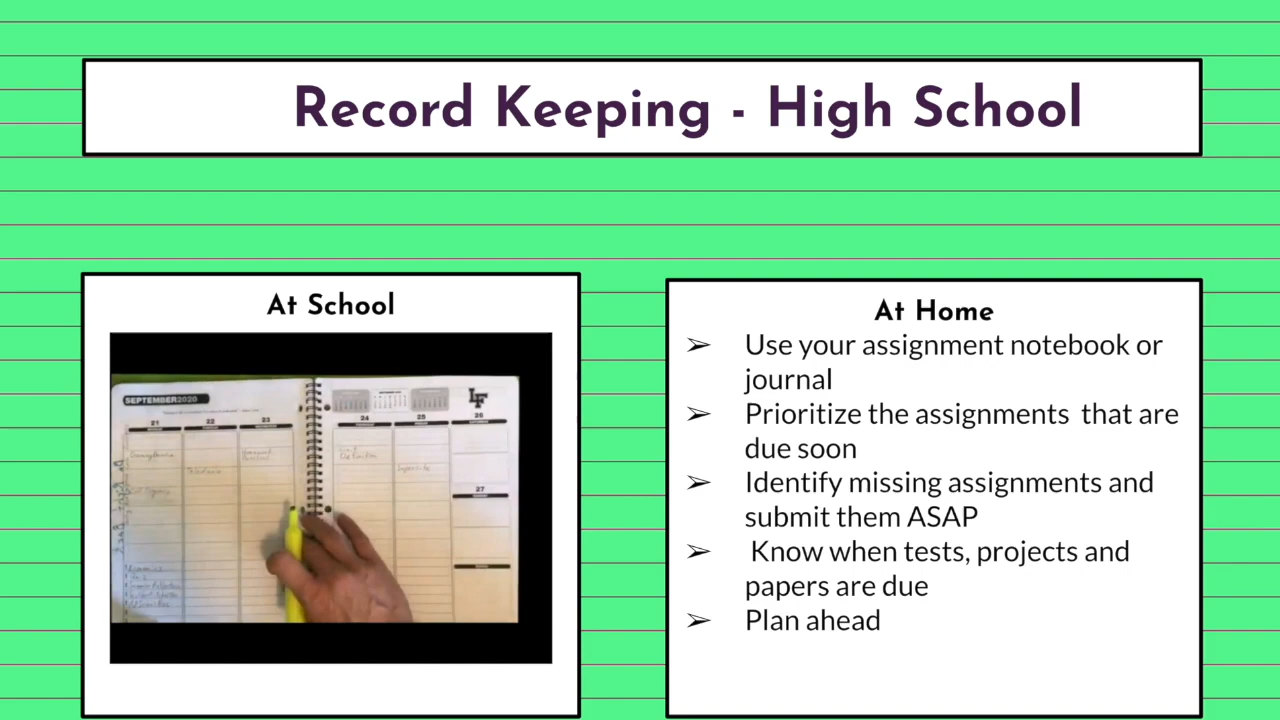 Record Keeping - High School
At School
SEPTEMBER2020
LF
21
22
23
24
25
26
27
At Home
➢ Use your assignment notebook or
journal
➢ Prioritize the assignments that are
due soon
➢ Identify missing assignments and
submit them ASAP
➢ Know when tests, projects and
papers are due
➢ Plan ahead